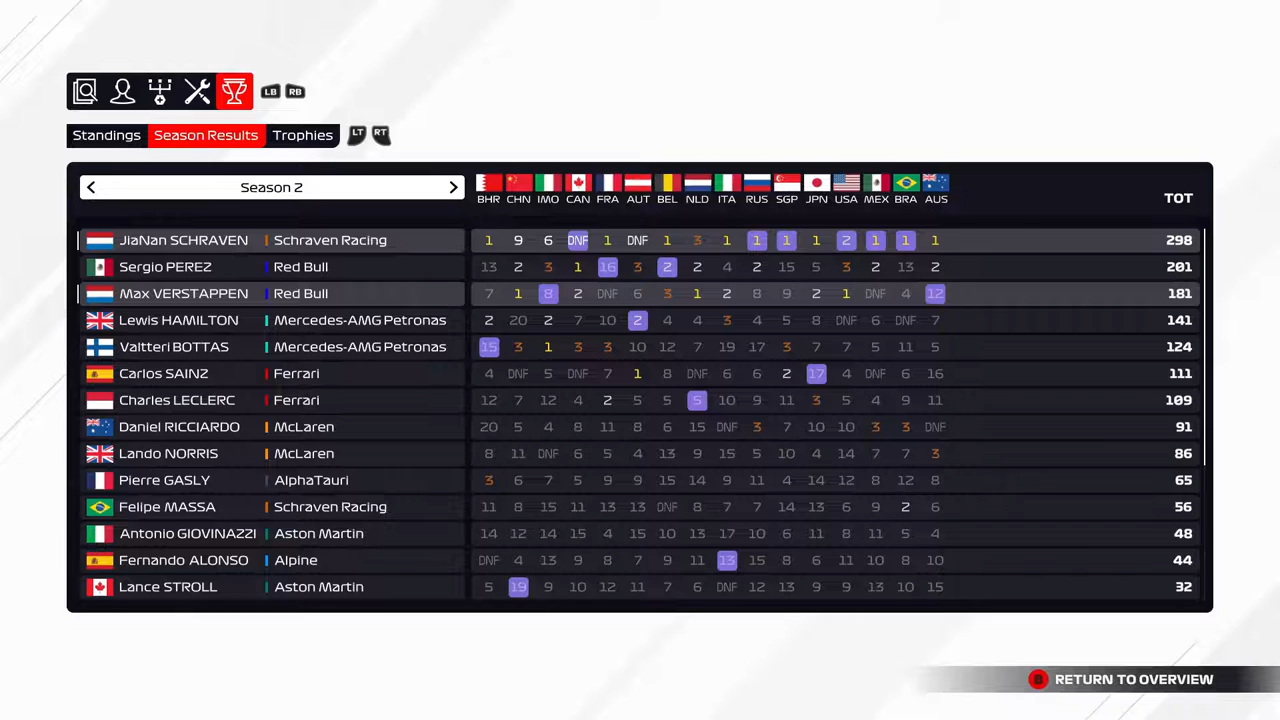 LB RB
Standings Season Results Trophies LT RT
Season 2
BHR CHN IMO CAN FRA AUT BEL NLD ITA RUS SGP JPN USA MEX BRA AUS TOT
JiaNan SCHRAVEN Schraven Racing 1 9 6 DNF 1 DNF 1 3 1 1 1 1 2 1 1 1 298
Sergio PEREZ Red Bull 13 2 3 1 16 3 2 2 4 2 15 5 3 2 13 2 201
Max VERSTAPPEN Red Bull 7 1 8 2 DNF 6 3 1 2 8 9 2 1 DNF 4 12 181
Lewis HAMILTON Mercedes-AMG Petronas 2 20 2 7 10 2 4 4 3 4 5 8 DNF 6 DNF 7 141
Valtteri BOTTAS Mercedes-AMG Petronas 15 3 1 3 3 10 12 7 19 17 3 7 7 5 11 5 124
Carlos SAINZ Ferrari 4 DNF 5 DNF 7 1 8 DNF 6 6 2 17 4 DNF 6 16 111
Charles LECLERC Ferrari 12 7 12 4 2 5 5 5 10 9 11 3 5 4 9 11 109
Daniel RICCIARDO McLaren 20 5 4 8 11 8 6 15 DNF 3 7 10 10 3 3 DNF 91
Lando NORRIS McLaren 8 11 DNF 6 5 4 13 9 15 5 10 4 14 7 7 3 86
Pierre GASLY AlphaTauri 3 6 7 5 9 9 15 14 9 11 4 14 12 8 12 8 65
Felipe MASSA Schraven Racing 11 8 15 11 13 13 DNF 8 7 7 14 13 6 9 2 6 56
Antonio GIOVINAZZI Aston Martin 14 12 14 15 4 15 10 13 17 10 6 11 8 11 5 4 48
Fernando ALONSO Alpine DNF 4 13 9 8 7 9 11 13 15 8 6 11 10 8 10 44
Lance STROLL Aston Martin 5 19 9 10 12 11 7 6 DNF 12 13 9 9 13 10 15 32
B RETURN TO OVERVIEW